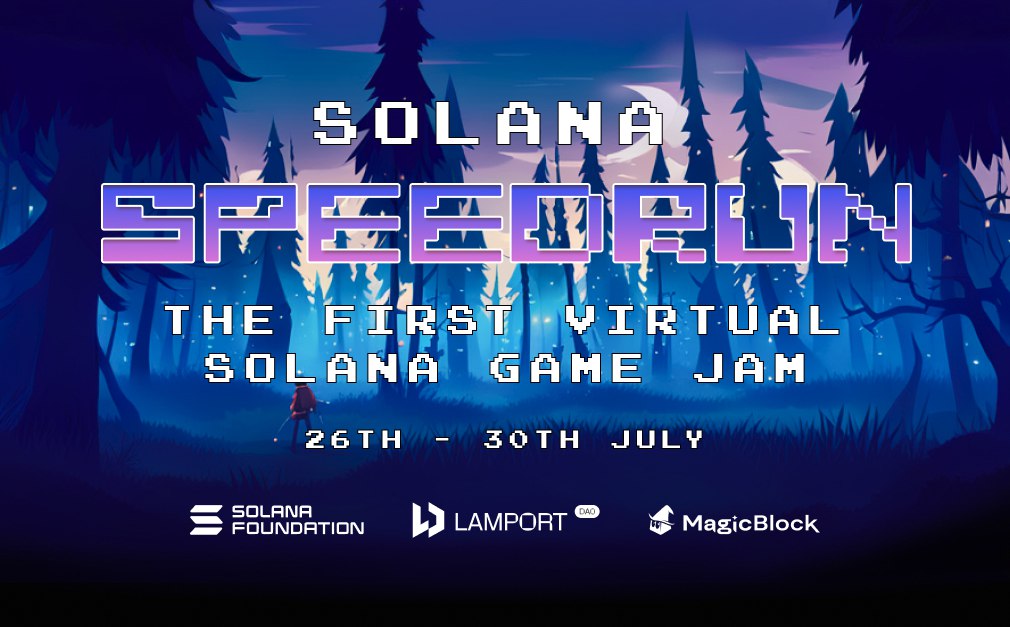 SOLANA
SPEEDRUN
THE FIRST VIRTUAL
SOLANA GAME JAM
26TH - 30TH JULY
SOLANA
FOUNDATION
LAMPORT DAO
MagicBlock